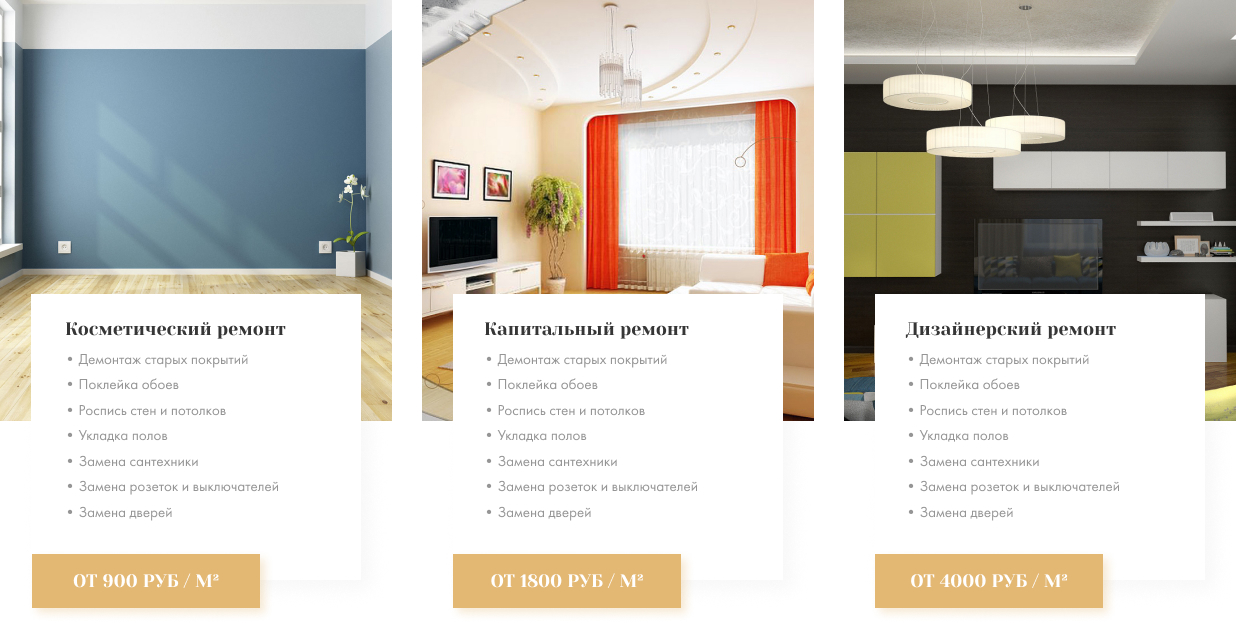 Косметический ремонт
• Демонтаж старых покрытий
• Поклейка обоев
• Роспись стен и потолков
• Укладка полов
• Замена сантехники
• Замена розеток и выключателей
• Замена дверей
ОТ 900 РУБ / М²
Капитальный ремонт
• Демонтаж старых покрытий
• Поклейка обоев
• Роспись стен и потолков
• Укладка полов
• Замена сантехники
• Замена розеток и выключателей
• Замена дверей
ОТ 1800 РУБ / М²
Дизайнерский ремонт
• Демонтаж старых покрытий
• Поклейка обоев
• Роспись стен и потолков
• Укладка полов
• Замена сантехники
• Замена розеток и выключателей
• Замена дверей
ОТ 4000 РУБ / М²